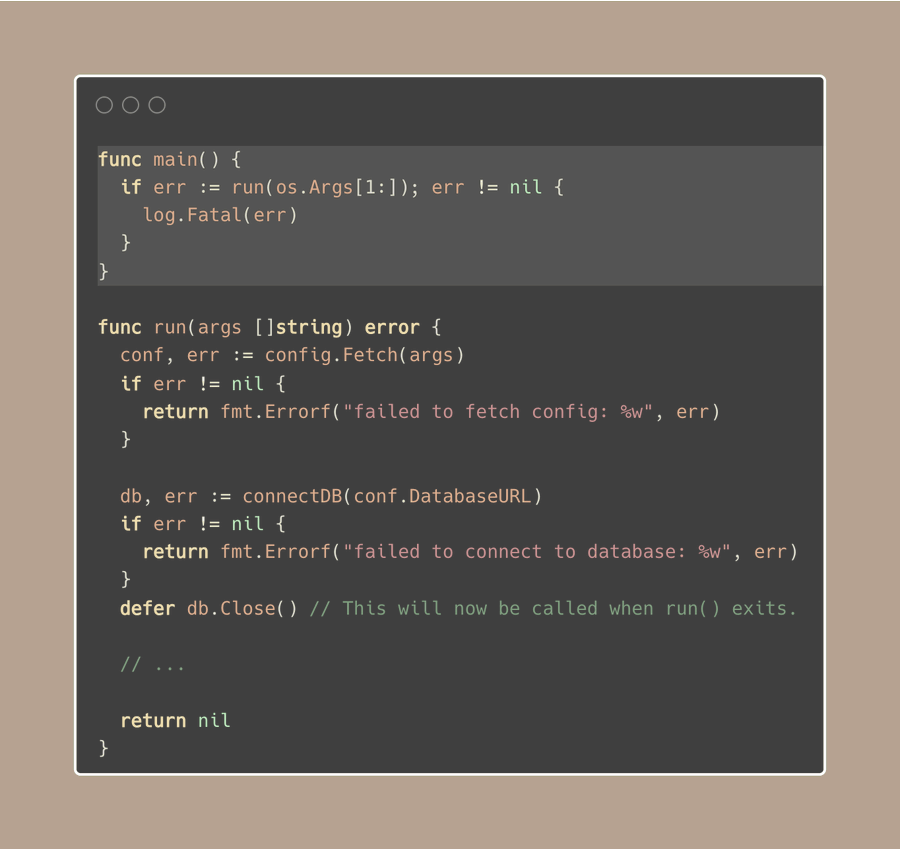 func main() {
  if err := run(os.Args[1:]); err != nil {
    log.Fatal(err)
  }
}

func run(args []string) error {
  conf, err := config.Fetch(args)
  if err != nil {
    return fmt.Errorf("failed to fetch config: %w", err)
  }

  db, err := connectDB(conf.DatabaseURL)
  if err != nil {
    return fmt.Errorf("failed to connect to database: %w", err)
  }
  defer db.Close() // This will now be called when run() exits.

  // ...

  return nil
}